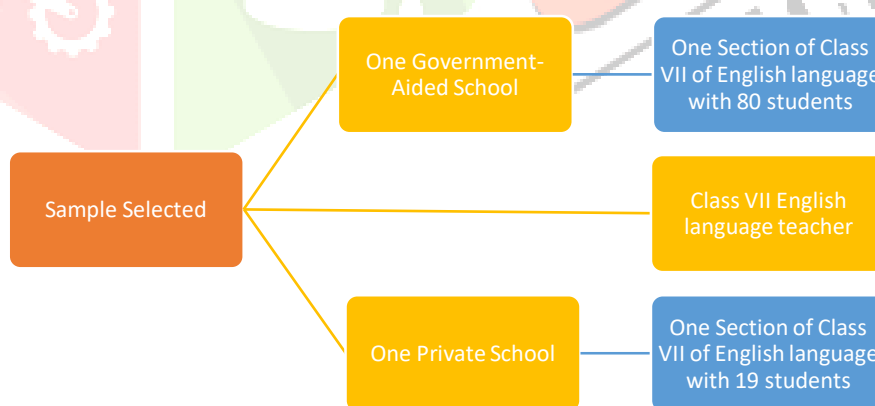 One Government-
Aided School
One Section of Class
VII of English language
with 80 students
Sample Selected
Class VII English
language teacher
One Private School
One Section of Class
VII of English language
with 19 students